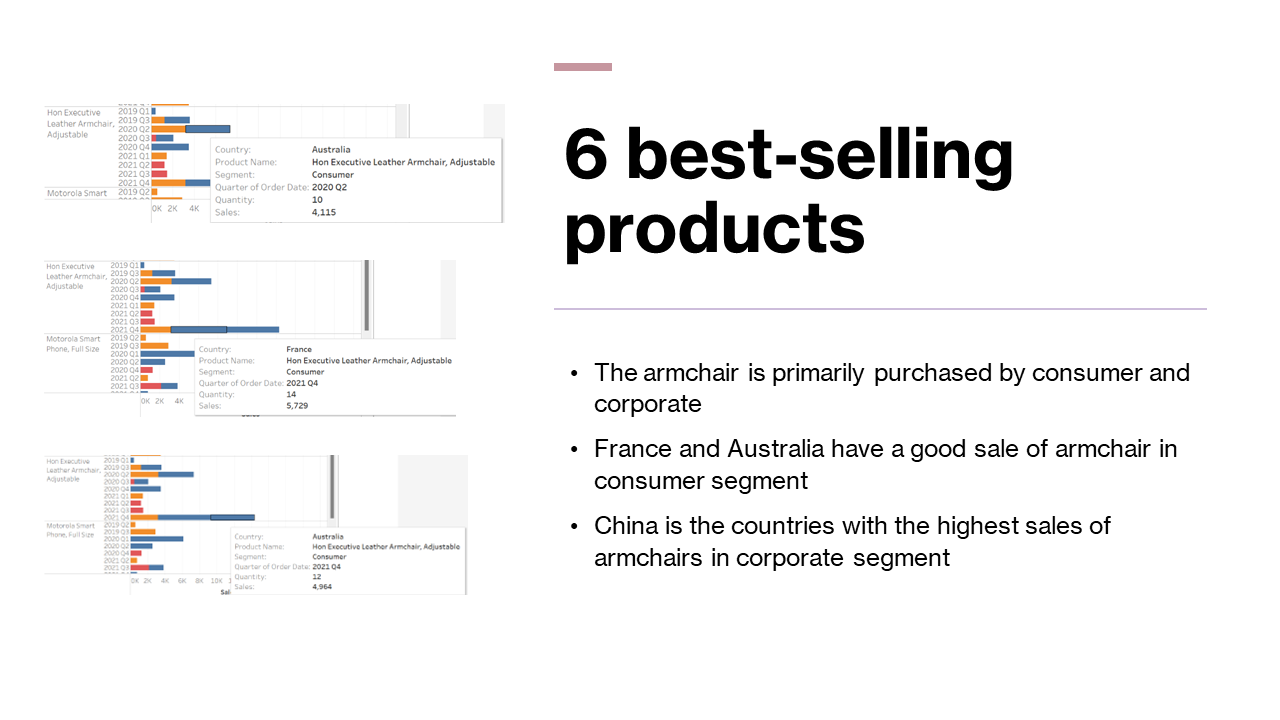 6 best-selling
products
The armchair is primarily purchased by consumer and
corporate
France and Australia have a good sale of armchair in
consumer segment
China is the countries with the highest sales of
armchairs in corporate segment
Hon Executive
Leather Armchair,
Adjustable
2019 Q1
2019 Q3
2020 Q2
2020 Q3
2020 Q4
2021 Q1
2021 Q2
2021 Q3
2021 Q4
Motorola Smart
2019 Q2
0K 2K 4K
Country: Australia
Product Name: Hon Executive Leather Armchair, Adjustable
Segment: Consumer
Quarter of Order Date: 2020 Q2
Quantity: 10
Sales: 4,115
Hon Executive
Leather Armchair,
Adjustable
2019 Q1
2019 Q3
2020 Q2
2020 Q3
2020 Q4
2021 Q1
2021 Q2
2021 Q3
2021 Q4
Motorola Smart
Phone, Full Size
2019 Q2
2019 Q3
2020 Q1
2020 Q2
2020 Q4
2021 Q2
2021 Q3
0K 2K 4K
Country: France
Product Name: Hon Executive Leather Armchair, Adjustable
Segment: Consumer
Quarter of Order Date: 2021 Q4
Quantity: 14
Sales: 5,729
Hon Executive
Leather Armchair,
Adjustable
2019 Q1
2019 Q3
2020 Q2
2020 Q3
2020 Q4
2021 Q1
2021 Q2
2021 Q3
2021 Q4
Motorola Smart
Phone, Full Size
2019 Q2
2019 Q3
2020 Q1
2020 Q2
2020 Q4
2021 Q2
2021 Q3
0K 2K 4K 6K 8K 10K
Country: Australia
Product Name: Hon Executive Leather Armchair, Adjustable
Segment: Consumer
Quarter of Order Date: 2021 Q4
Quantity: 12
Sales: 4,964